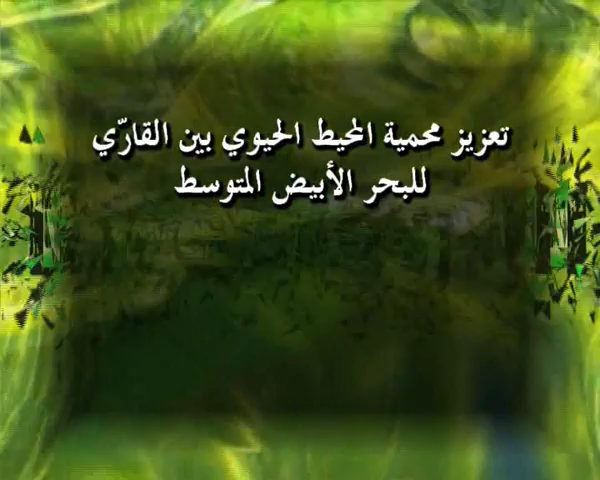 تعزيز محمية المحيط الحيوي بين القارّي
للبحر الأبيض المتوسط